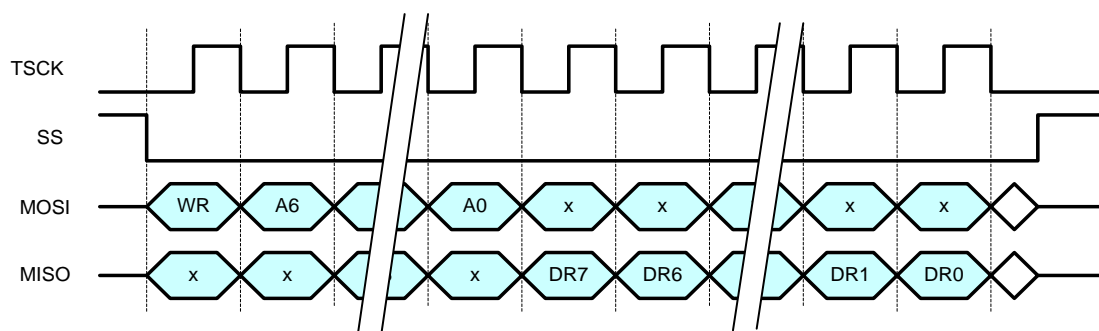 TSCK
SS
MOSI WR A6 A0 x x x x
MISO x x x DR7 DR6 DR1 DR0